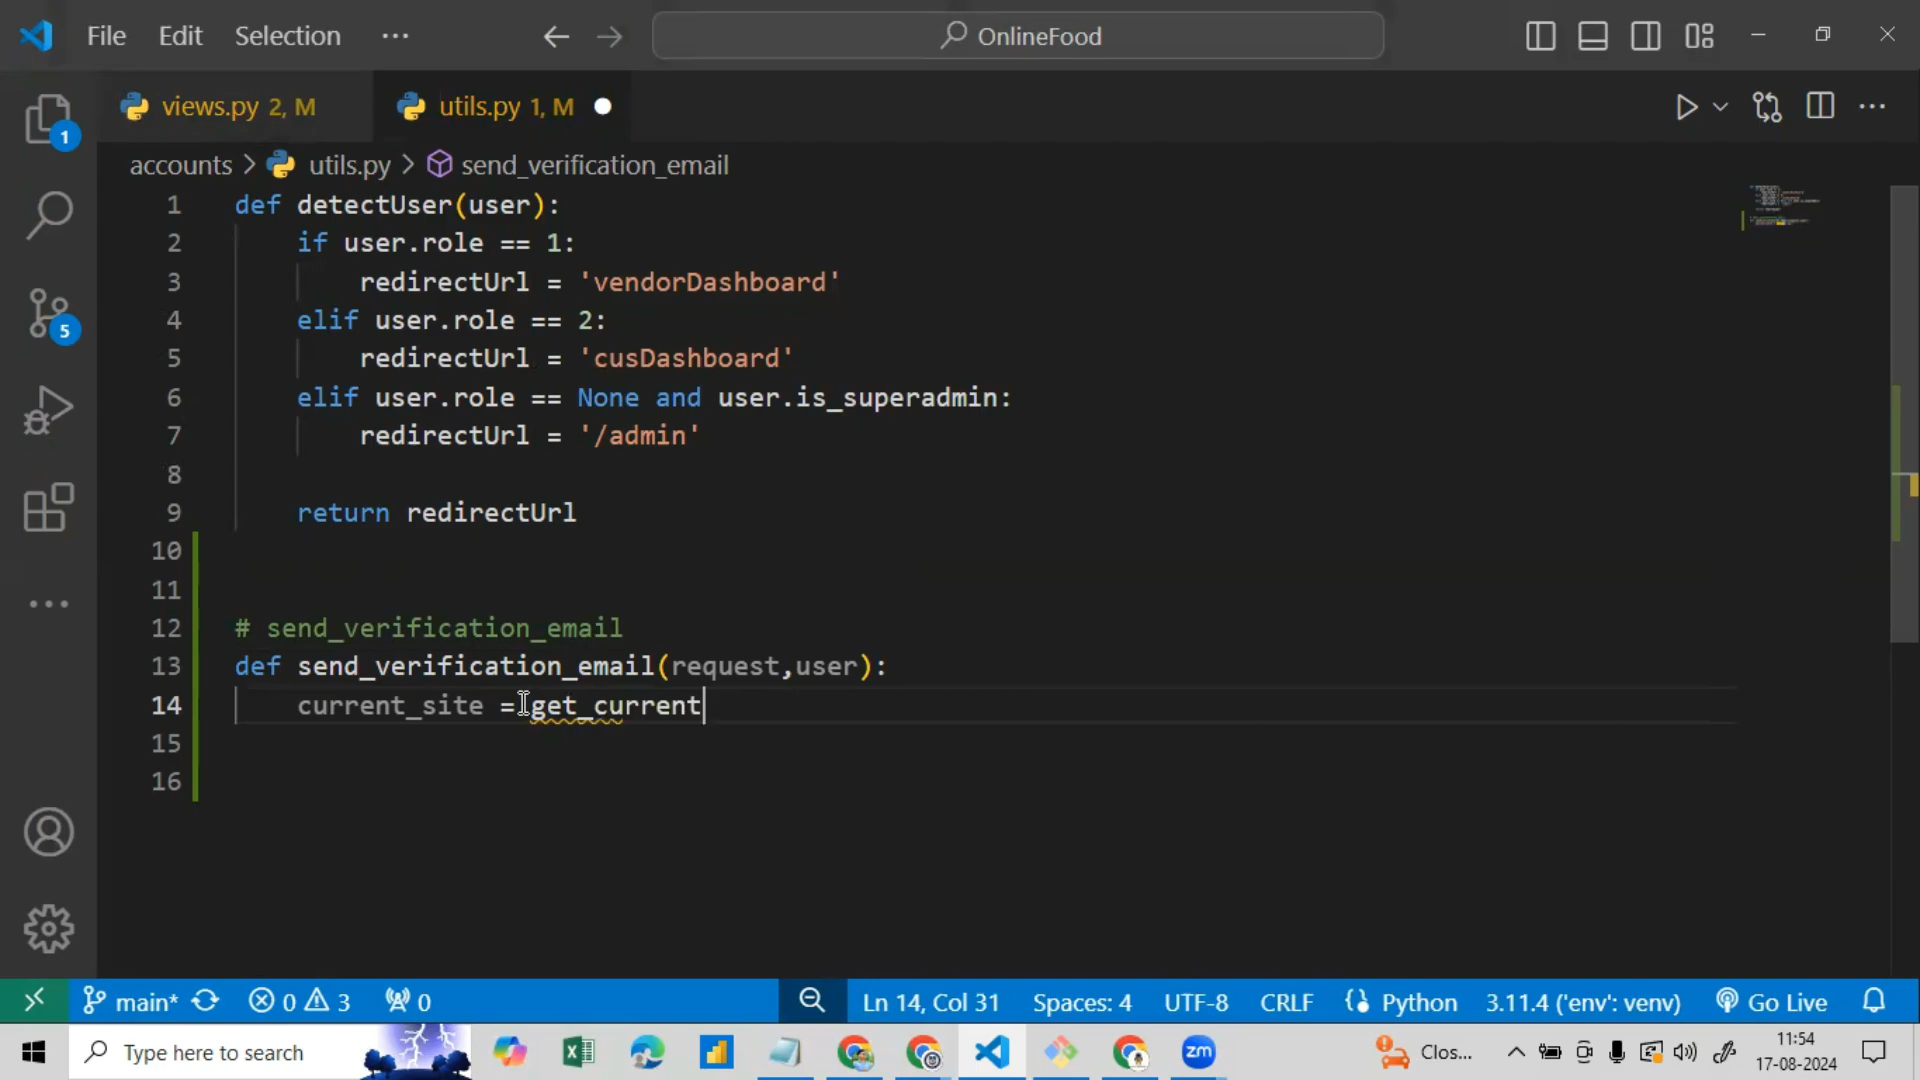 File Edit Selection ··· OnlineFood
views.py 2, M utils.py 1, M
1
accounts > utils.py > send_verification_email
1 def detectUser(user):
2 if user.role == 1:
3 redirectUrl = 'vendorDashboard'
4 elif user.role == 2:
5 redirectUrl = 'cusDashboard'
6 elif user.role == None and user.is_superadmin:
7 redirectUrl = '/admin'
8
9 return redirectUrl
10
11
12 # send_verification_email
13 def send_verification_email(request,user):
14 current_site = get_current
15
16
5
main* 0 3 0 Ln 14, Col 31 Spaces: 4 UTF-8 CRLF Python 3.11.4 ('env': venv) Go Live
Type here to search zm Clos... 11:54
17-08-2024